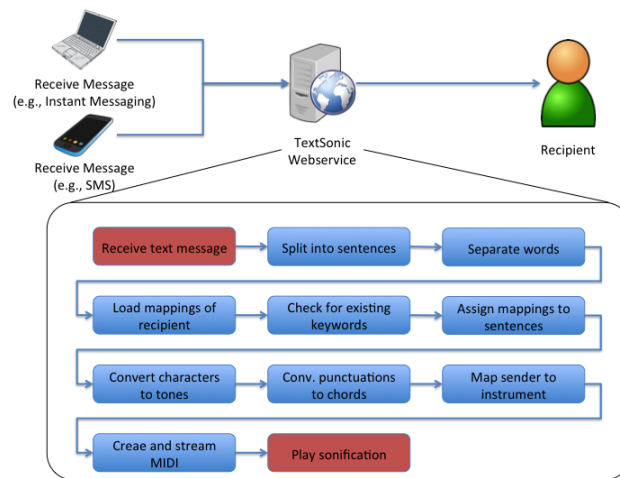 Receive Message
(e.g., Instant Messaging)
Receive Message
(e.g., SMS)
TextSonic
Webservice
Recipient
Receive text message
Split into sentences
Separate words
Load mappings of
recipient
Check for existing
keywords
Assign mappings to
sentences
Convert characters
to tones
Conv. punctuations
to chords
Map sender to
instrument
Creae and stream
MIDI
Play sonification